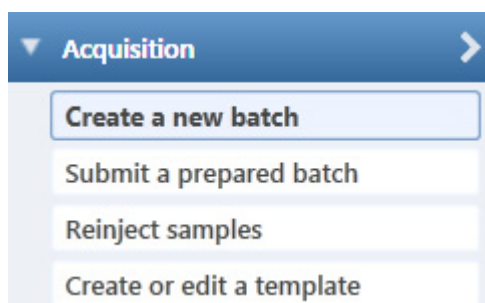 Acquisition
Create a new batch
Submit a prepared batch
Reinject samples
Create or edit a template